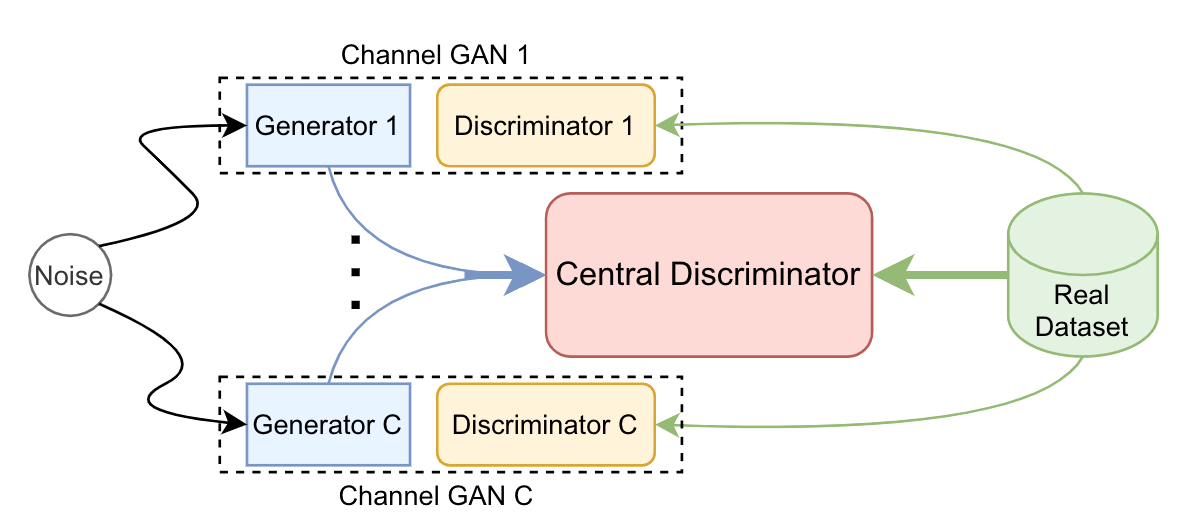 Channel GAN 1
Generator 1
Discriminator 1
Noise
Central Discriminator
Real
Dataset
Generator C
Discriminator C
Channel GAN C